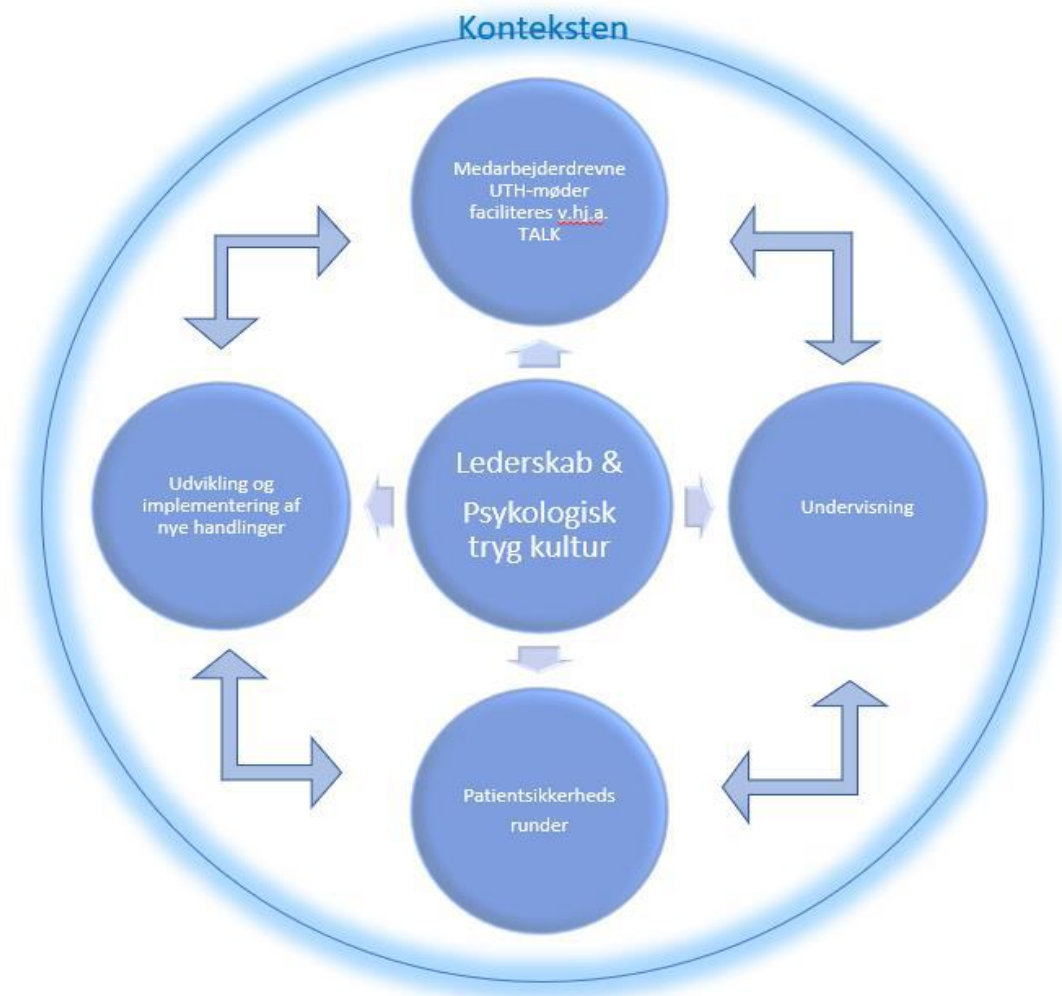 Konteksten
Medarbejderdrevne
UTH-møder
faciliteres v.hj.a.
TALK
Udvikling og
implementering af
nye handlinger
Lederskab &
Psykologisk
tryg kultur
Undervisning
Patientsikkerheds
runder